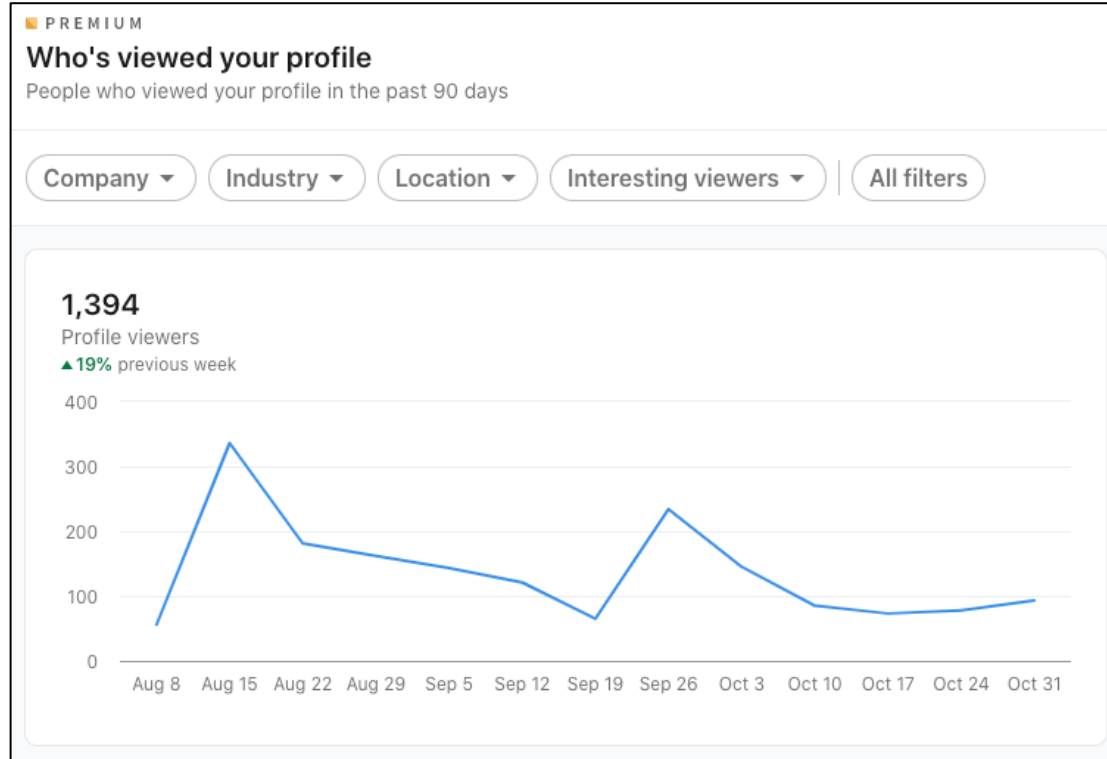 PREMIUM
Who's viewed your profile
People who viewed your profile in the past 90 days
Company Industry Location Interesting viewers All filters
1,394
Profile viewers
▲19% previous week
400
300
200
100
0
Aug 8 Aug 15 Aug 22 Aug 29 Sep 5 Sep 12 Sep 19 Sep 26 Oct 3 Oct 10 Oct 17 Oct 24 Oct 31